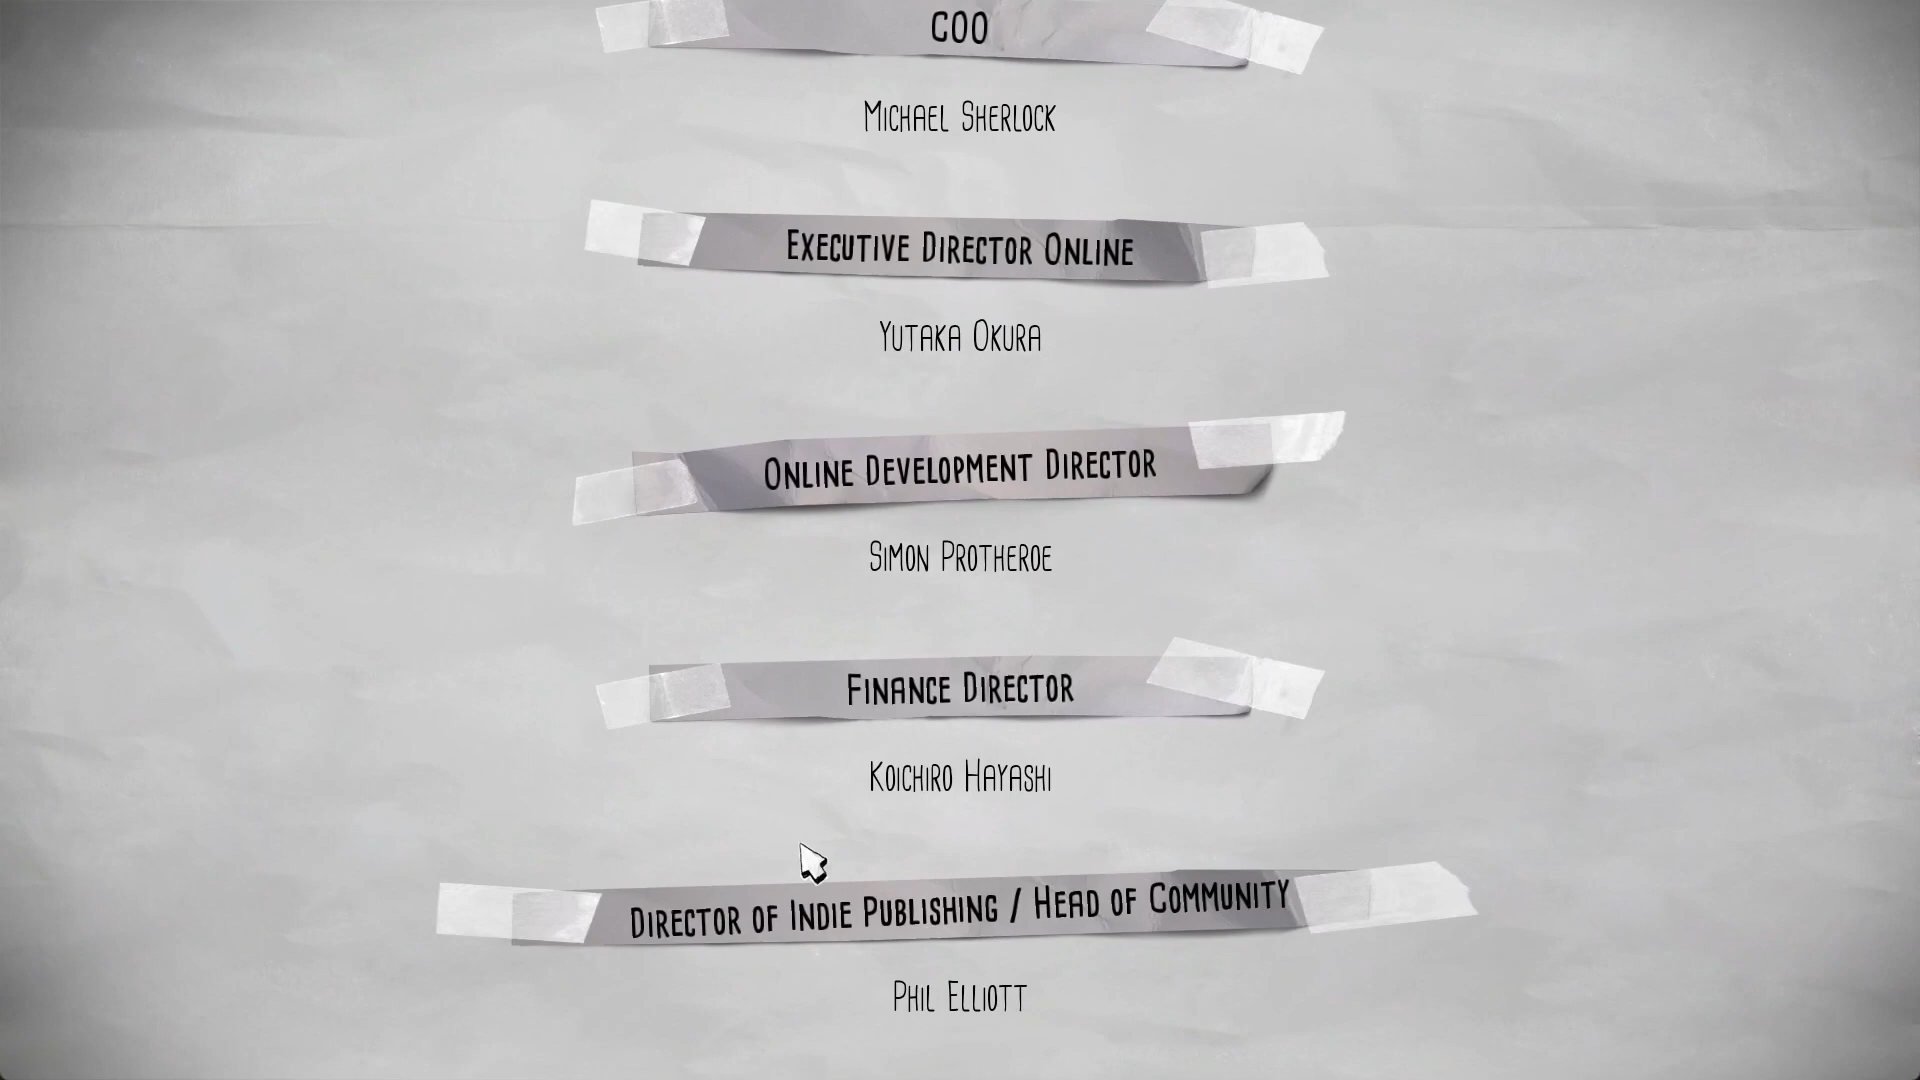 COO
Michael Sherlock
Executive Director Online
Yutaka Okura
Online Development Director
Simon Protheroe
Finance Director
Koichiro Hayashi
Director of Indie Publishing / Head of Community
Phil Elliott